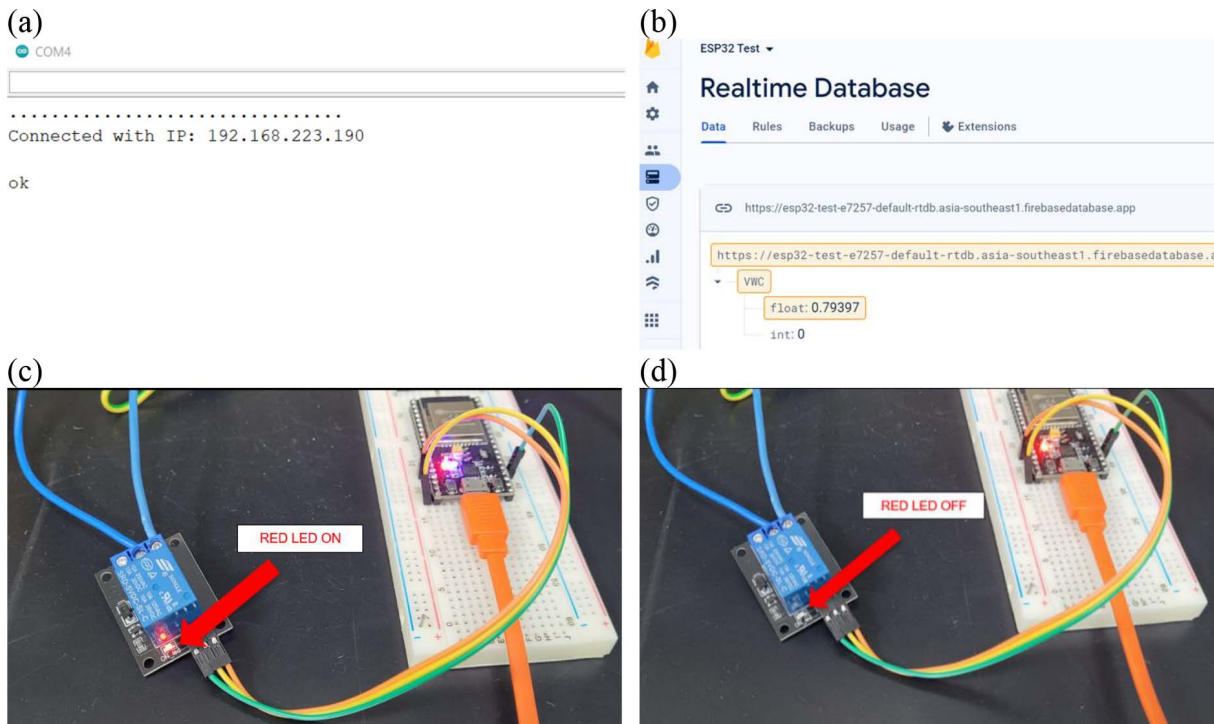 (a)
COM4
................................
Connected with IP: 192.168.223.190
ok
(b)
ESP32 Test
Realtime Database
Data Rules Backups Usage Extensions
https://esp32-test-e7257-default-rtdb.asia-southeast1.firebasedatabase.app
https://esp32-test-e7257-default-rtdb.asia-southeast1.firebasedatabase.a
VWC
float: 0.79397
int: 0
(c)
RED LED ON
(d)
RED LED OFF